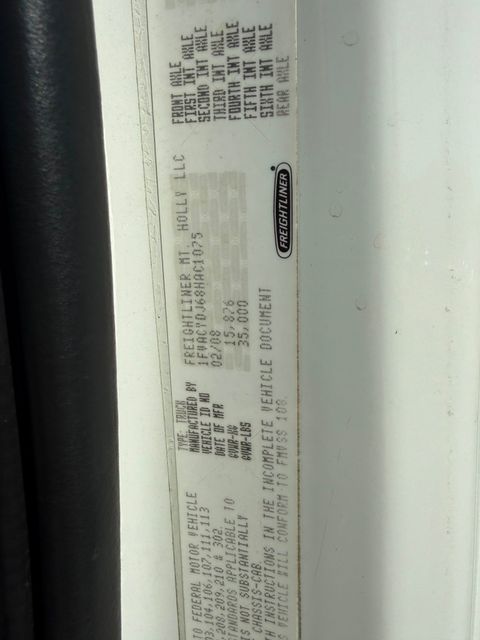 TO FEDERAL MOTOR VEHICLE
104,106,107,111,113
208,209,210 & 302.
STANDARDS APPLICABLE TO
IS NOT SUBSTANTIALLY
CHASSIS-CAB.
INSTRUCTIONS IN THE INCOMPLETE VEHICLE DOCUMENT
VEHICLE WILL CONFORM TO FMVSS 108.
TYPE: TRUCK
MANUFACTURED BY FREIGHTLINER MT. HOLLY LLC
VEHICLE ID NO 1FVACYDJ68HAC1075
DATE OF MFR 02/08
GVWR-KG 15,876
GVWR-LBS 35,000
FREIGHTLINER
FRONT AXLE
FIRST INT AXLE
SECOND INT AXLE
THIRD INT AXLE
FOURTH INT AXLE
FIFTH INT AXLE
SIXTH INT AXLE
REAR AXLE